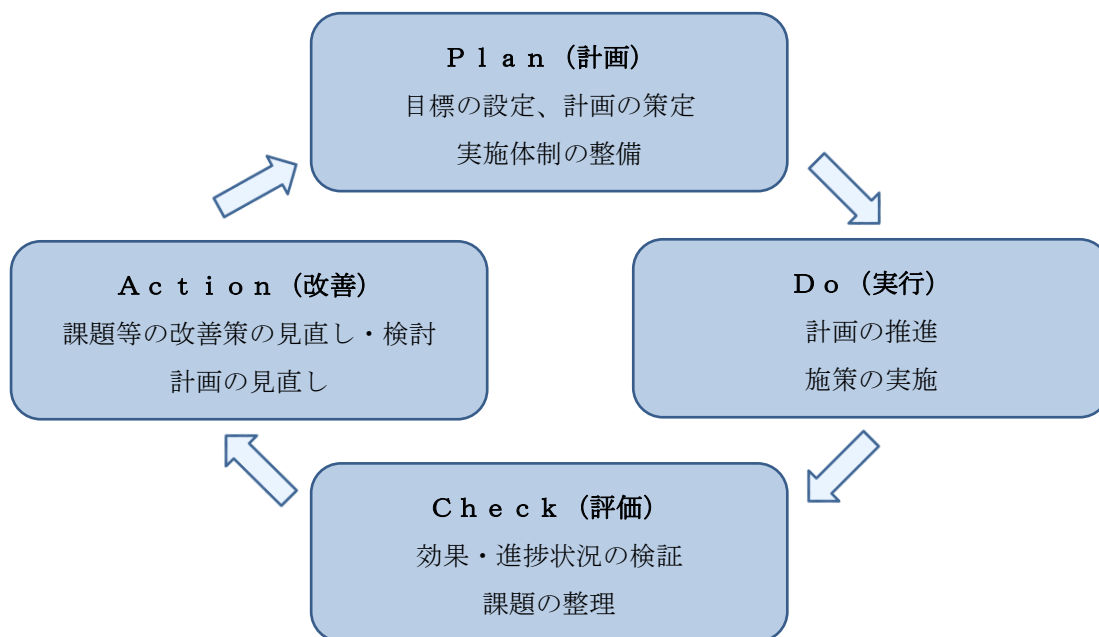 Ｐｌａｎ（計画）
目標の設定、計画の策定
実施体制の整備
Ｄｏ（実行）
計画の推進
施策の実施
Ｃｈｅｃｋ（評価）
効果・進捗状況の検証
課題の整理
Ａｃｔｉｏｎ（改善）
課題等の改善策の見直し・検討
計画の見直し